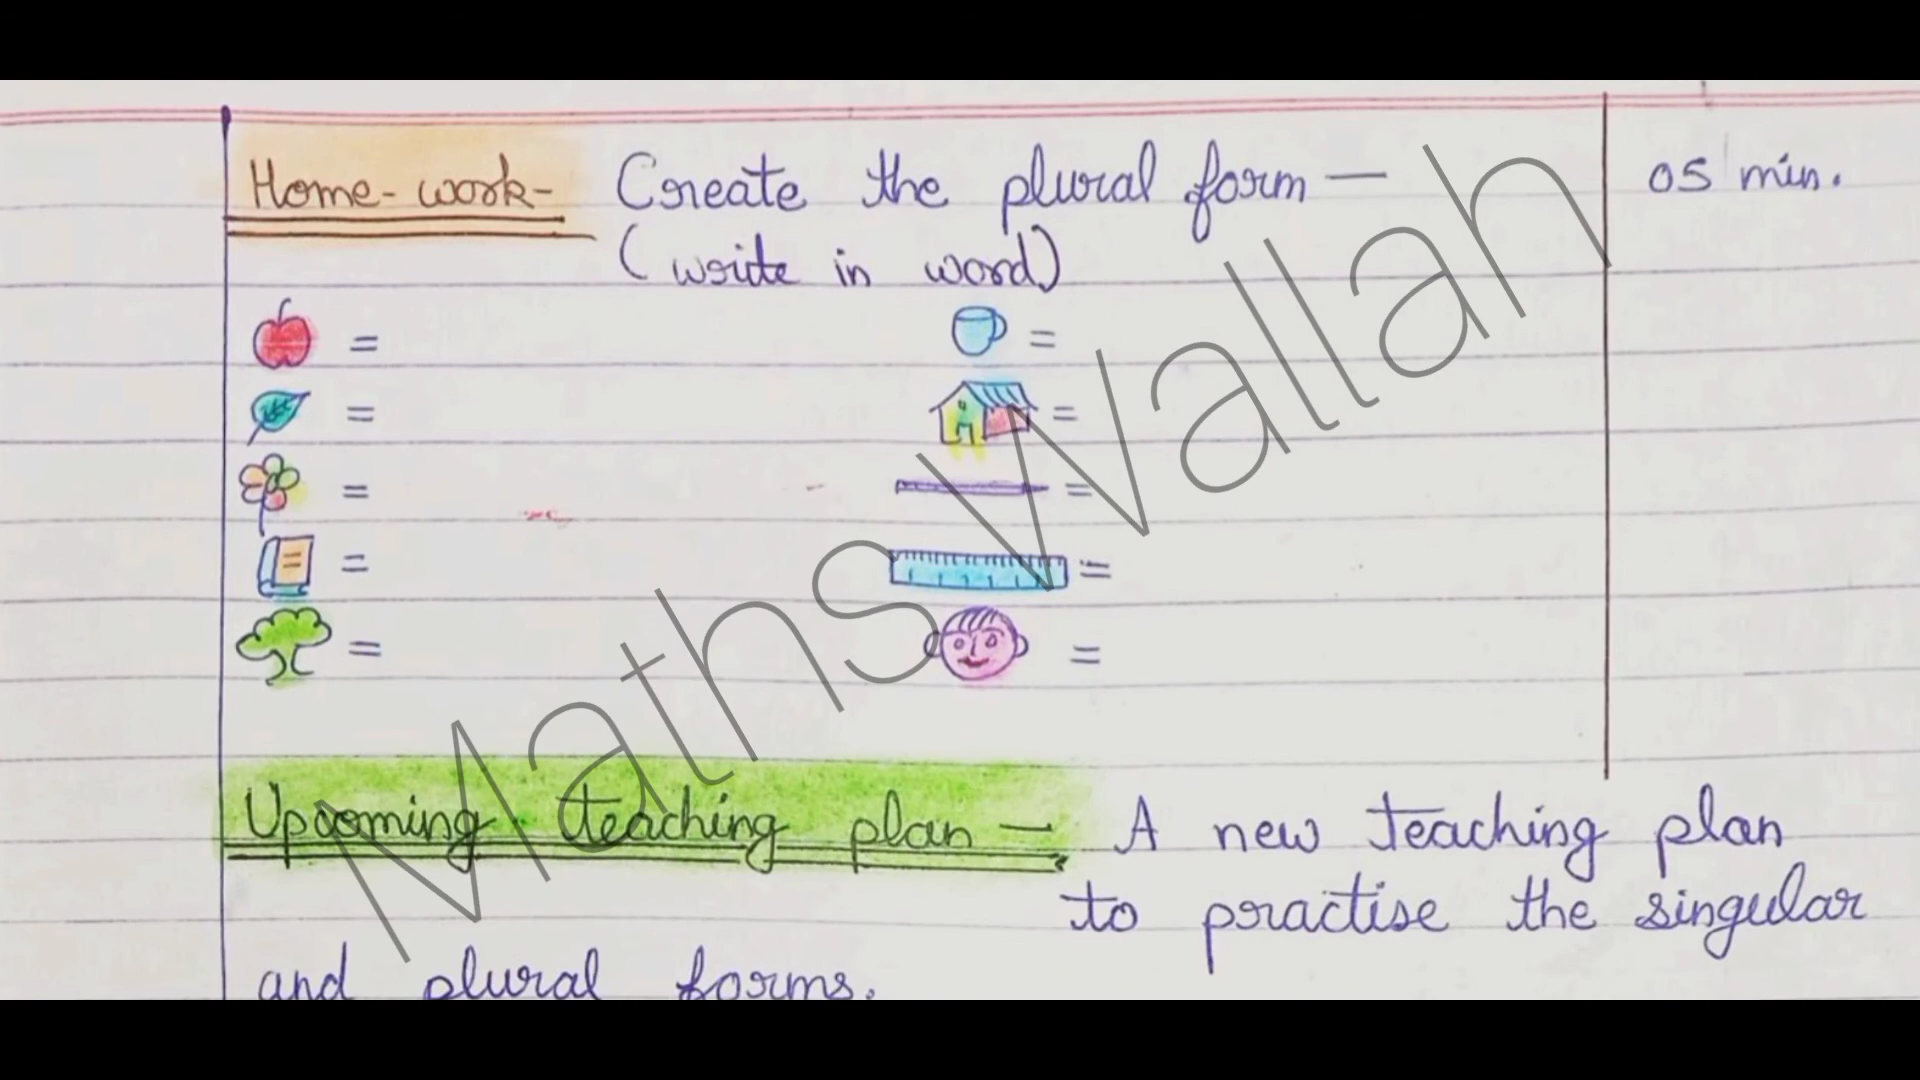 Home-work- Create the plural form — 05 min.
(write in word)
= =
= =
= =
= =
= =
Upcoming teaching plan — A new teaching plan
to practise the singular
and plural forms.
Maths Wallah